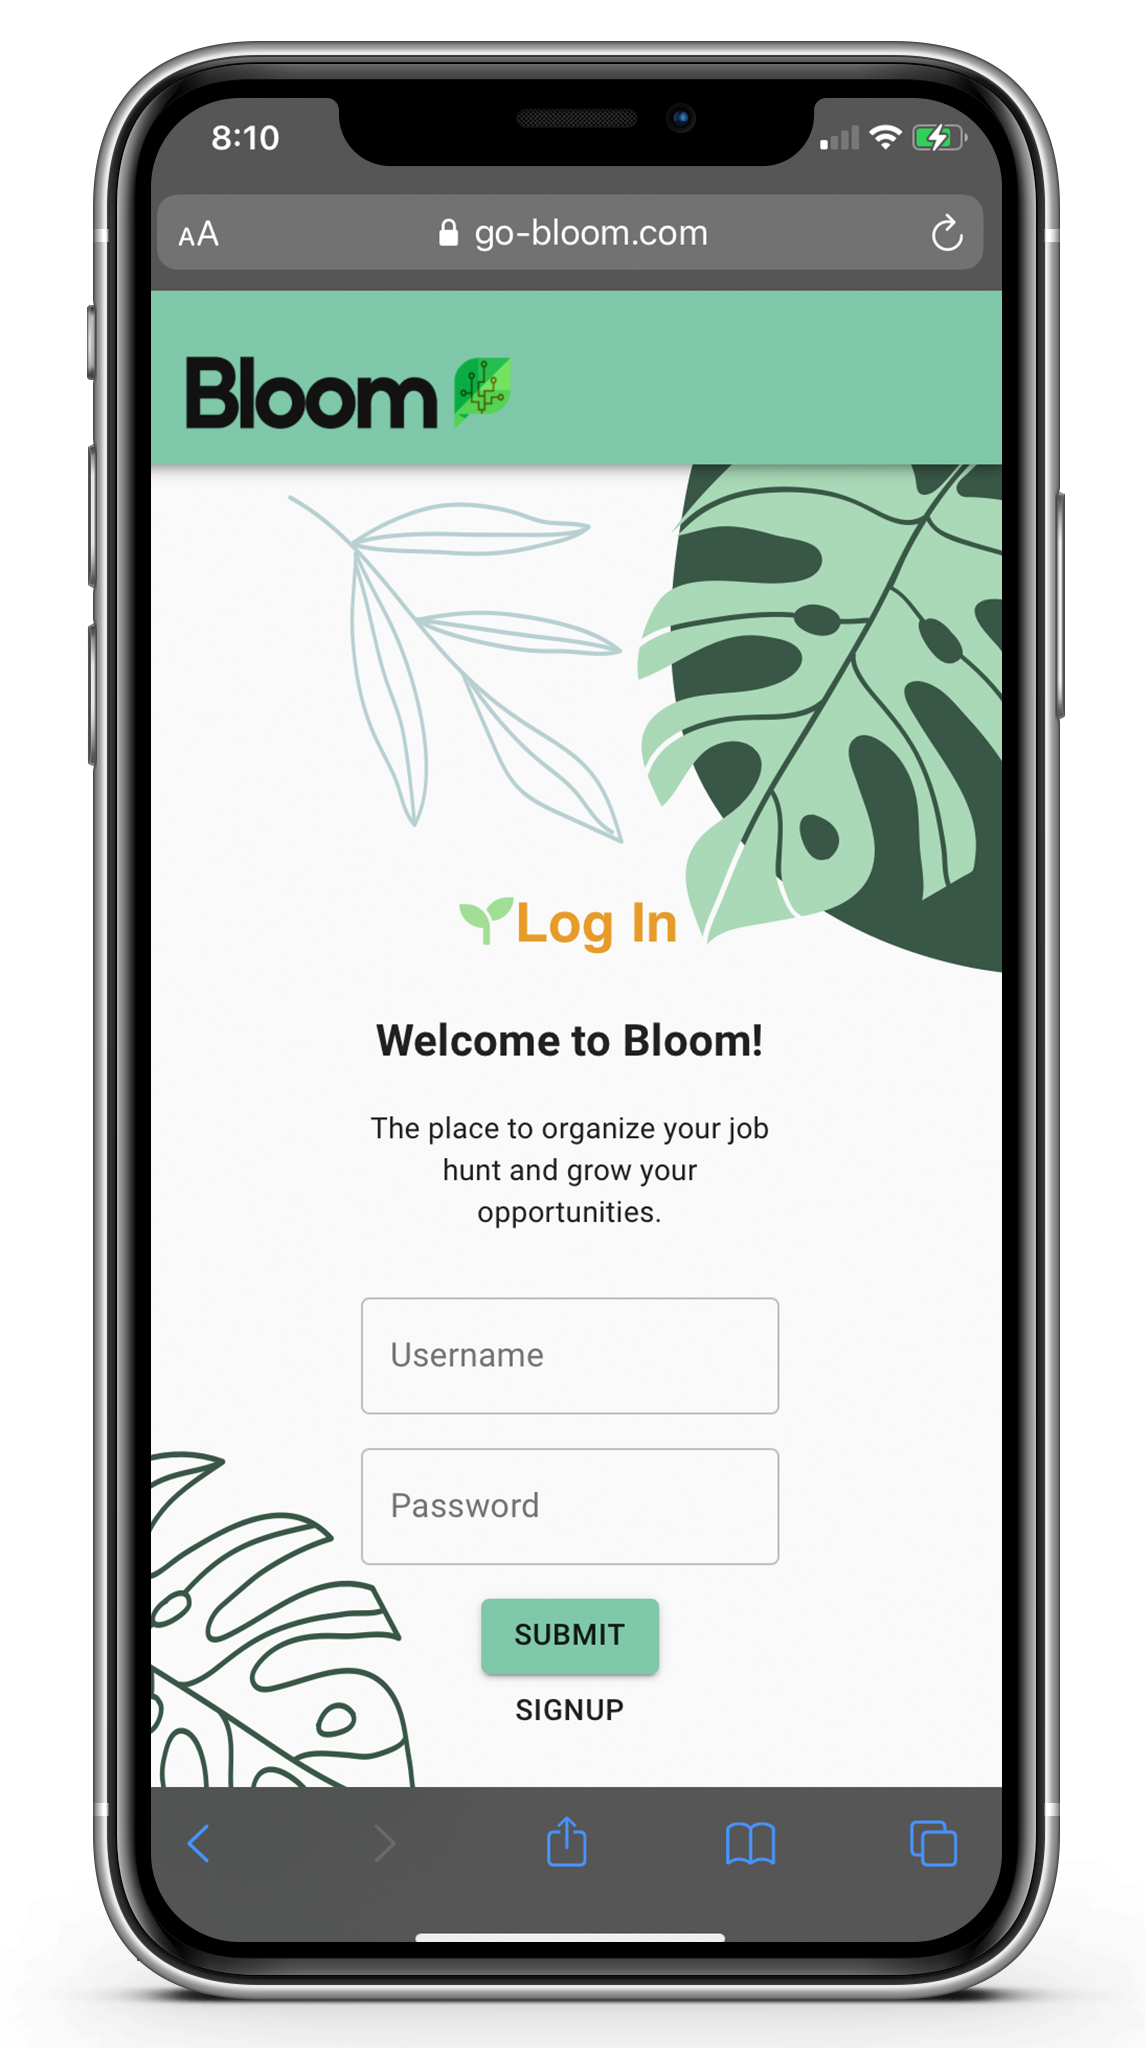 8:10
AA
go-bloom.com
Bloom
Log In
Welcome to Bloom!
The place to organize your job
hunt and grow your
opportunities.
Username
Password
SUBMIT
SIGNUP